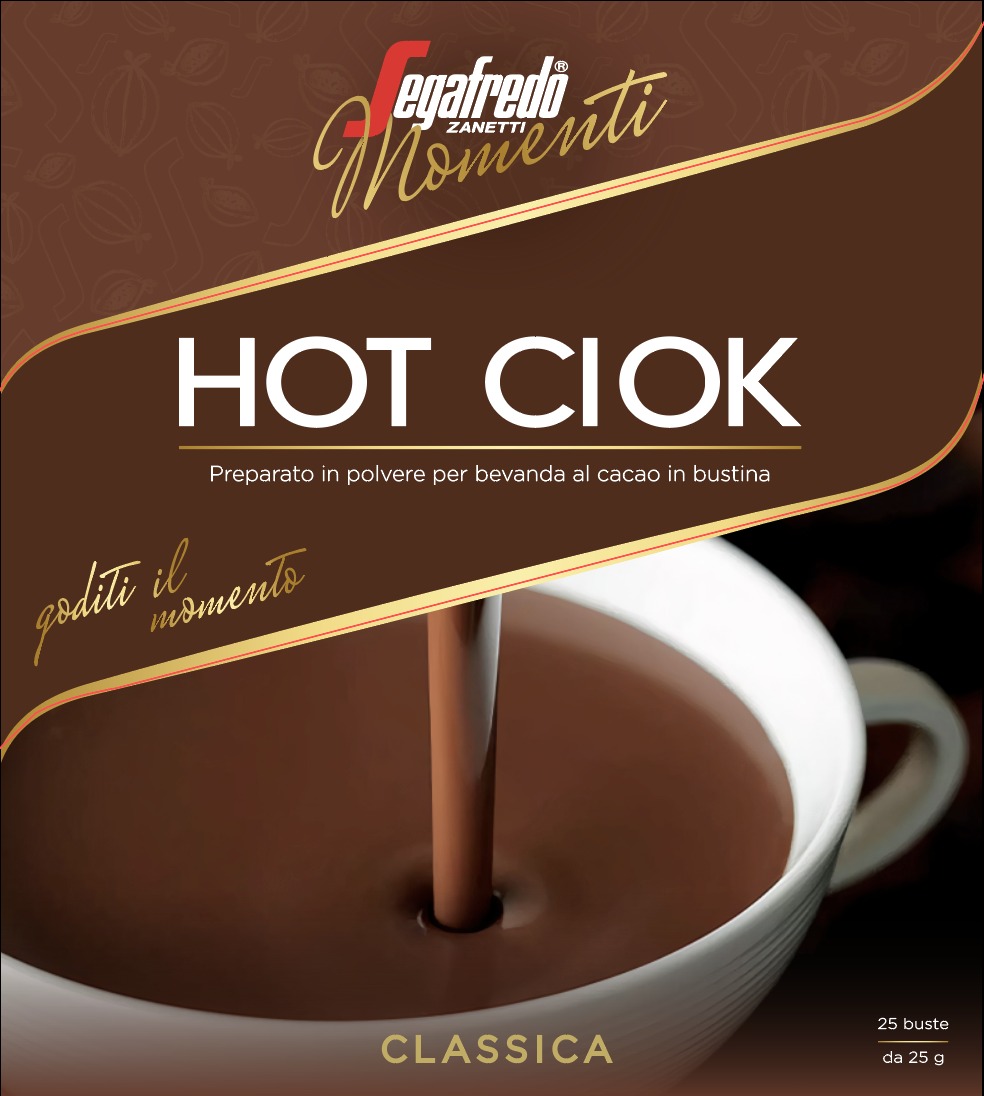 Segafredo®
ZANETTI
Momenti
HOT CIOK
Preparato in polvere per bevanda al cacao in bustina
goditi il
momento
CLASSICA
25 buste
da 25 g